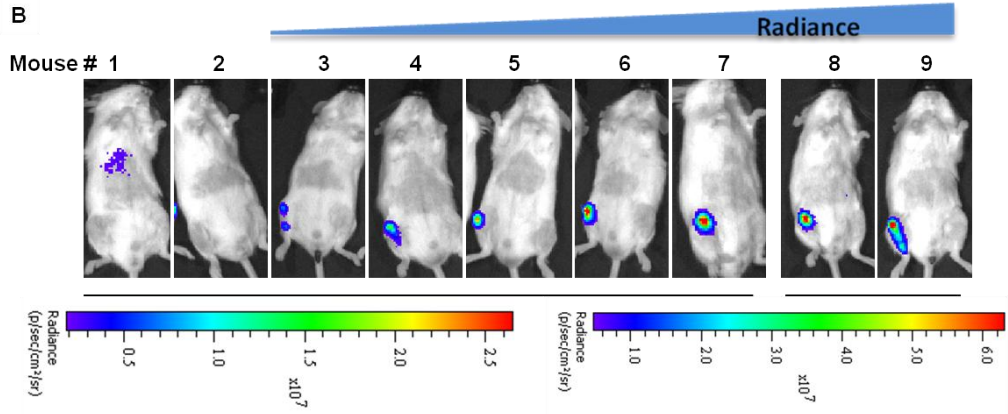 B
Radiance
Mouse # 1 2 3 4 5 6 7 8 9
Radiance
(p/sec/cm²/sr)
0.5 1.0 1.5 2.0 2.5
x10⁷
Radiance
(p/sec/cm²/sr)
1.0 2.0 3.0 4.0 5.0 6.0
x10⁷